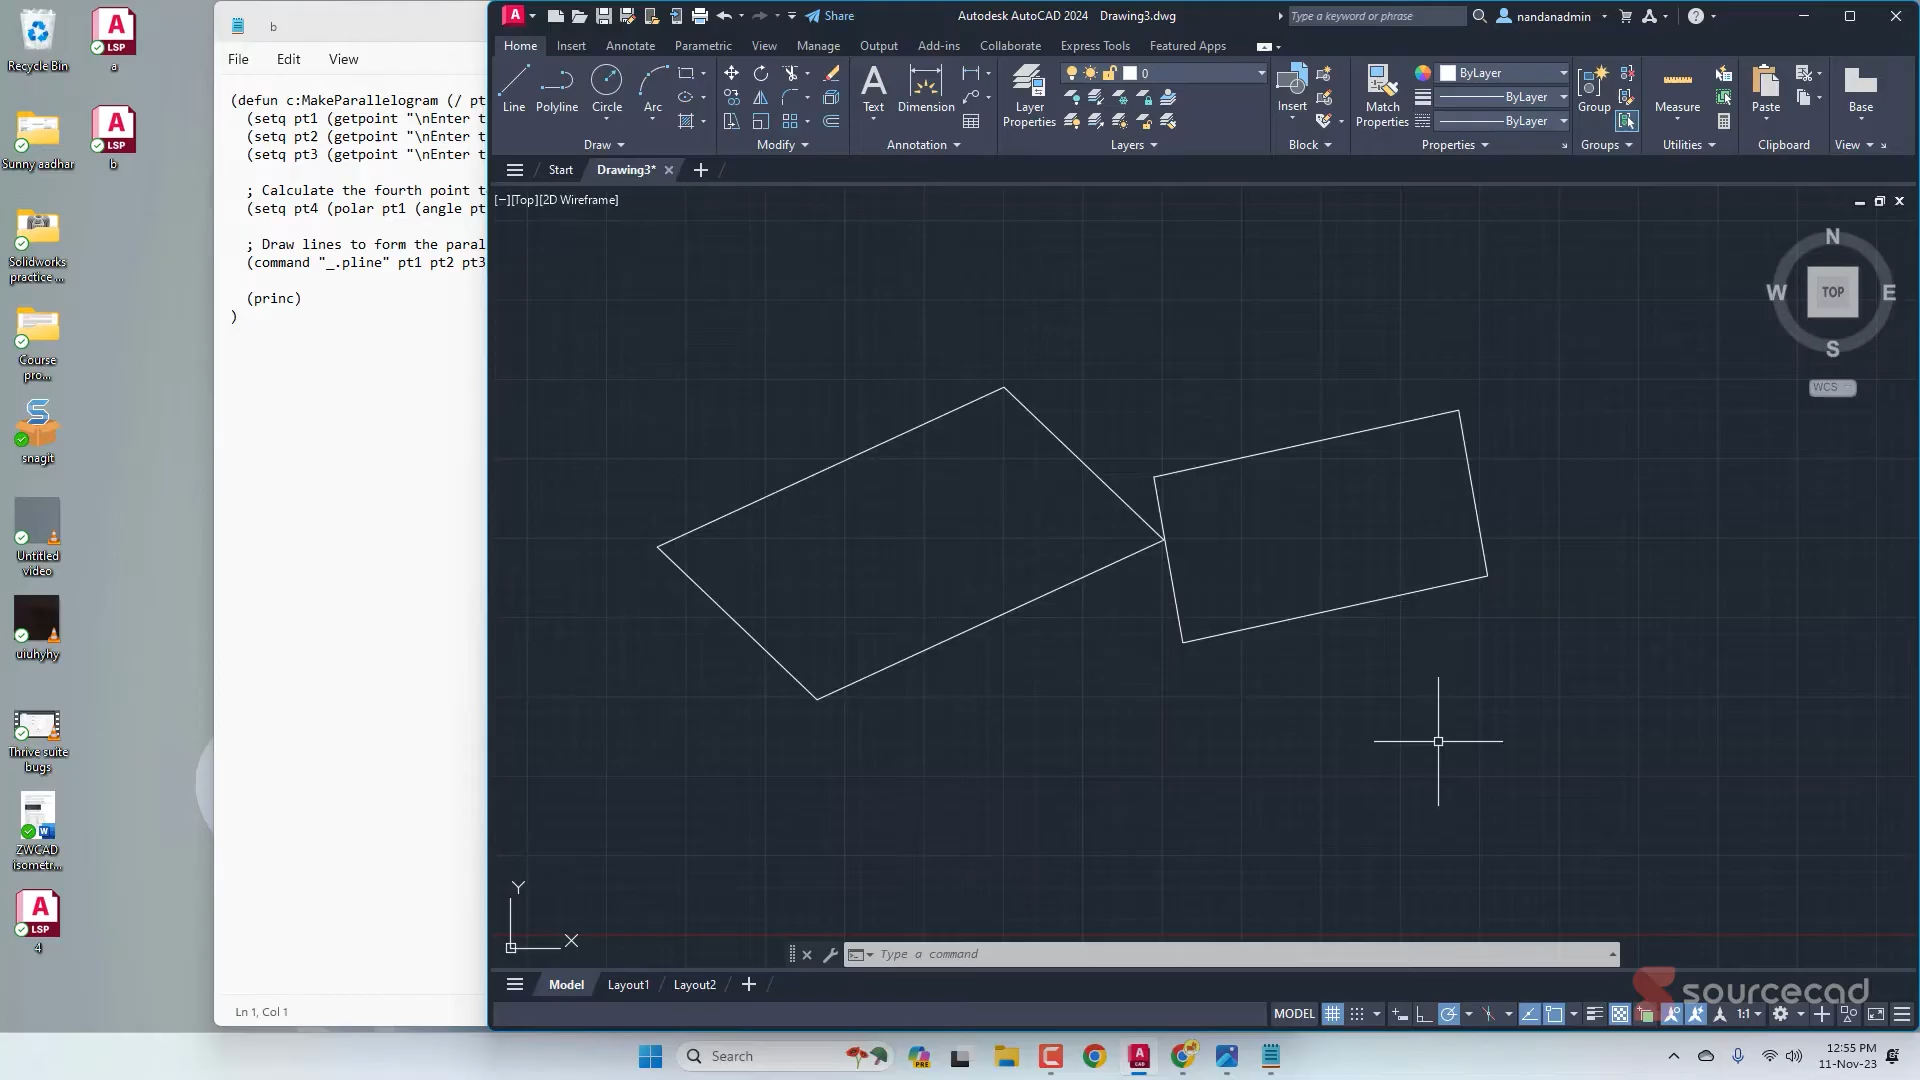 Recycle Bin
Sunny aadhar
Solidworks
practice ...
Course
pro...
snagit
Untitled
video
uiuhyhy
Thrive suite
bugs
ZWCAD
isometr...
A
LSP
4
A
LSP
a
A
LSP
b
b
File
Edit
View
(defun c:MakeParallelogram (/ pt
(setq pt1 (getpoint "\nEnter t
(setq pt2 (getpoint "\nEnter t
(setq pt3 (getpoint "\nEnter t
; Calculate the fourth point t
(setq pt4 (polar pt1 (angle pt
; Draw lines to form the paral
(command "_.pline" pt1 pt2 pt3
(princ)
)
Ln 1, Col 1
A
Share
Autodesk AutoCAD 2024 Drawing3.dwg
Type a keyword or phrase
nandanadmin
Home Insert Annotate Parametric View Manage Output Add-ins Collaborate Express Tools Featured Apps
Line
Polyline
Circle
Arc
Draw
Modify
Text
Dimension
Annotation
Layer
Properties
0
Layers
Insert
Block
Match
Properties
ByLayer
ByLayer
ByLayer
Properties
Group
Groups
Measure
Utilities
Paste
Clipboard
Base
View
Start
Drawing3*
[−][Top][2D Wireframe]
N
W
TOP
E
S
WCS
Y
X
Type a command
Model
Layout1
Layout2
sourcecad
MODEL
1:1
Search
PRE
12:55 PM
11-Nov-23